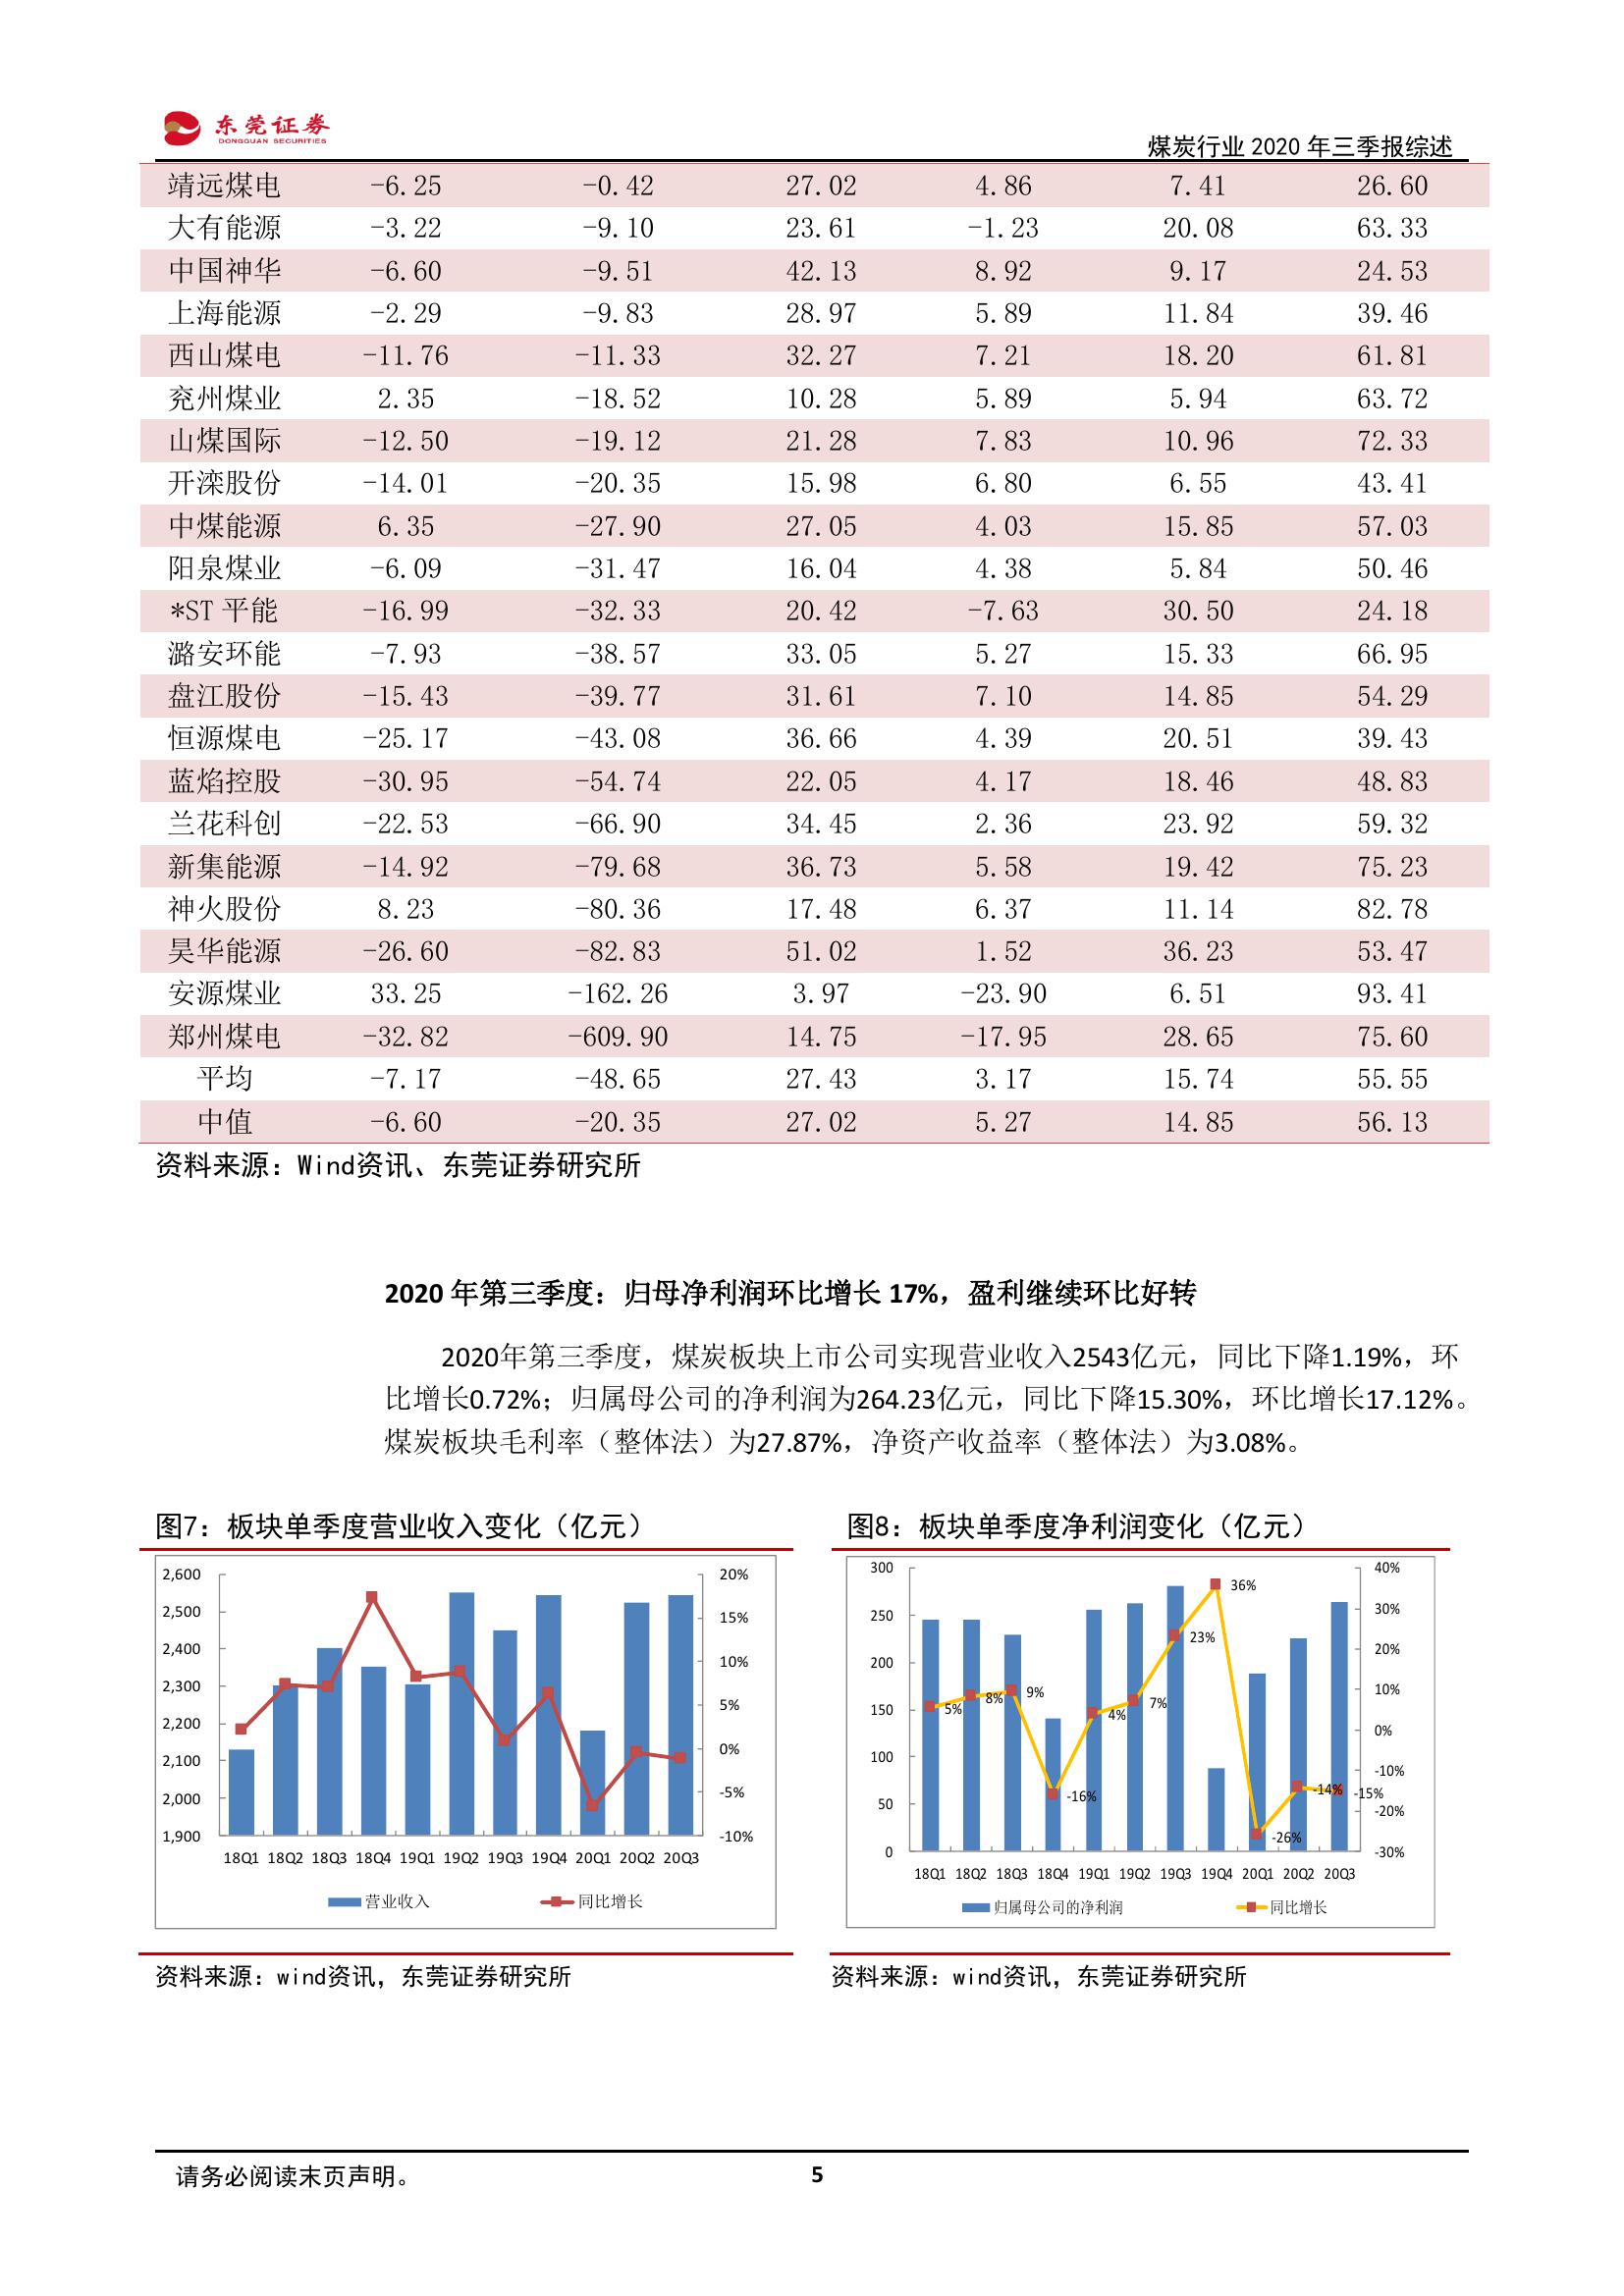 东莞证券
DONGGUAN SECURITIES
煤炭行业 2020 年三季报综述
靖远煤电 -6.25 -0.42 27.02 4.86 7.41 26.60
大有能源 -3.22 -9.10 23.61 -1.23 20.08 63.33
中国神华 -6.60 -9.51 42.13 8.92 9.17 24.53
上海能源 -2.29 -9.83 28.97 5.89 11.84 39.46
西山煤电 -11.76 -11.33 32.27 7.21 18.20 61.81
兖州煤业 2.35 -18.52 10.28 5.89 5.94 63.72
山煤国际 -12.50 -19.12 21.28 7.83 10.96 72.33
开滦股份 -14.01 -20.35 15.98 6.80 6.55 43.41
中煤能源 6.35 -27.90 27.05 4.03 15.85 57.03
阳泉煤业 -6.09 -31.47 16.04 4.38 5.84 50.46
*ST 平能 -16.99 -32.33 20.42 -7.63 30.50 24.18
潞安环能 -7.93 -38.57 33.05 5.27 15.33 66.95
盘江股份 -15.43 -39.77 31.61 7.10 14.85 54.29
恒源煤电 -25.17 -43.08 36.66 4.39 20.51 39.43
蓝焰控股 -30.95 -54.74 22.05 4.17 18.46 48.83
兰花科创 -22.53 -66.90 34.45 2.36 23.92 59.32
新集能源 -14.92 -79.68 36.73 5.58 19.42 75.23
神火股份 8.23 -80.36 17.48 6.37 11.14 82.78
昊华能源 -26.60 -82.83 51.02 1.52 36.23 53.47
安源煤业 33.25 -162.26 3.97 -23.90 6.51 93.41
郑州煤电 -32.82 -609.90 14.75 -17.95 28.65 75.60
平均 -7.17 -48.65 27.43 3.17 15.74 55.55
中值 -6.60 -20.35 27.02 5.27 14.85 56.13
资料来源：Wind资讯、东莞证券研究所
2020 年第三季度：归母净利润环比增长 17%，盈利继续环比好转
2020年第三季度，煤炭板块上市公司实现营业收入2543亿元，同比下降1.19%，环
比增长0.72%；归属母公司的净利润为264.23亿元，同比下降15.30%，环比增长17.12%。
煤炭板块毛利率（整体法）为27.87%，净资产收益率（整体法）为3.08%。
图7：板块单季度营业收入变化（亿元）
2,600 20%
2,500 15%
2,400 10%
2,300 5%
2,200 0%
2,100 -5%
2,000 -10%
1,900
18Q1 18Q2 18Q3 18Q4 19Q1 19Q2 19Q3 19Q4 20Q1 20Q2 20Q3
营业收入 同比增长
资料来源：wind资讯，东莞证券研究所
图8：板块单季度净利润变化（亿元）
300 40%
250 30%
200 20%
150 10%
100 0%
50 -10%
0 -20%
-30%
5% 8% 9% -16% 4% 7% 23% 36% -26% -14% -15%
18Q1 18Q2 18Q3 18Q4 19Q1 19Q2 19Q3 19Q4 20Q1 20Q2 20Q3
归属母公司的净利润 同比增长
资料来源：wind资讯，东莞证券研究所
请务必阅读末页声明。
5